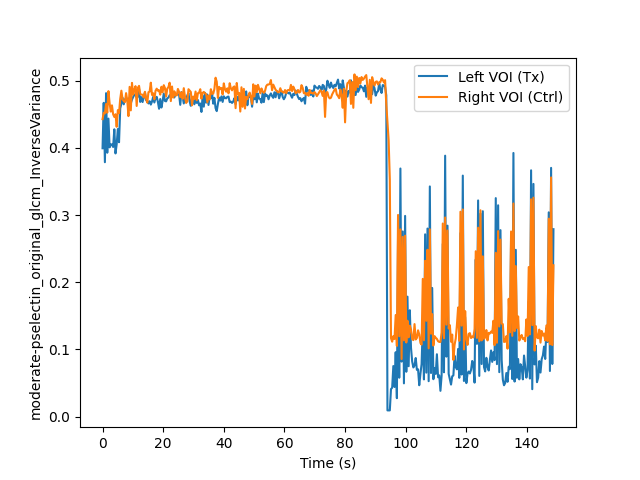 moderate-pselectin_original_glcm_InverseVariance
0.5
0.4
0.3
0.2
0.1
0.0
Left VOI (Tx)
Right VOI (Ctrl)
0 20 40 60 80 100 120 140
Time (s)